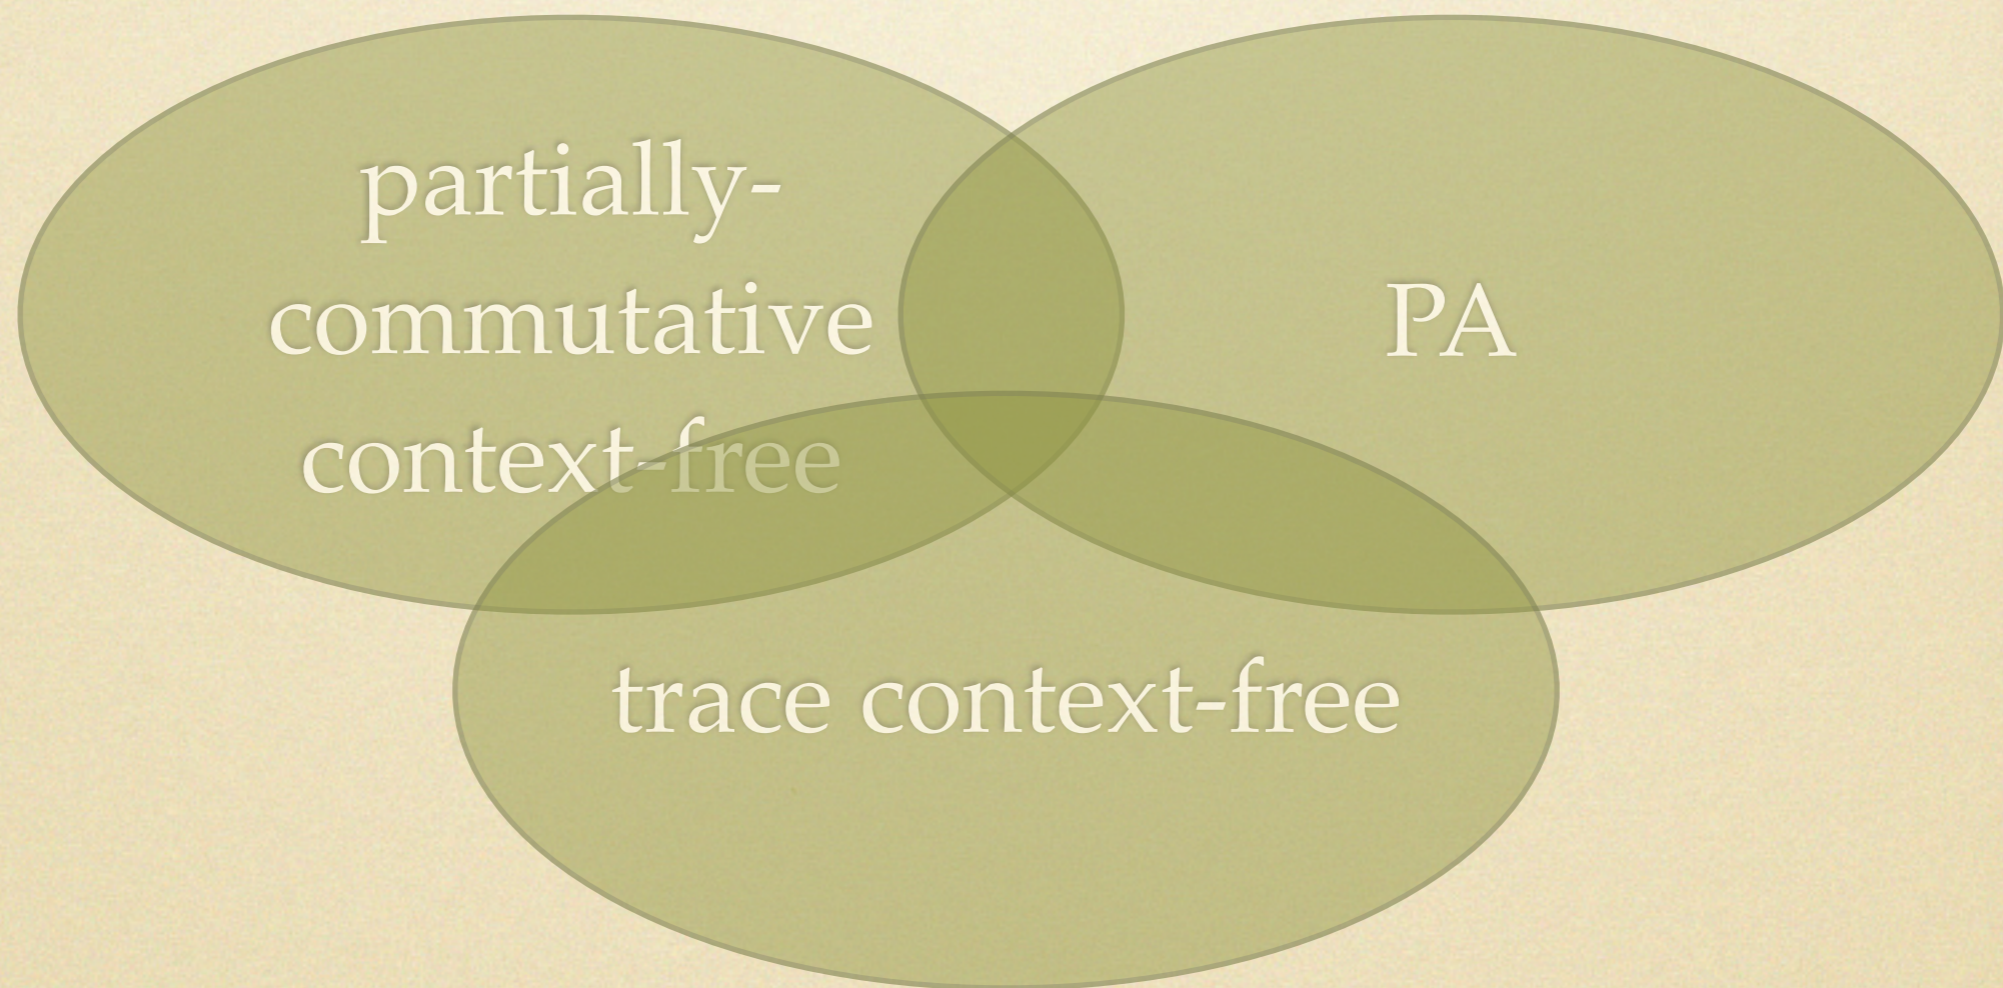 partially-
commutative
context-free
PA
trace context-free